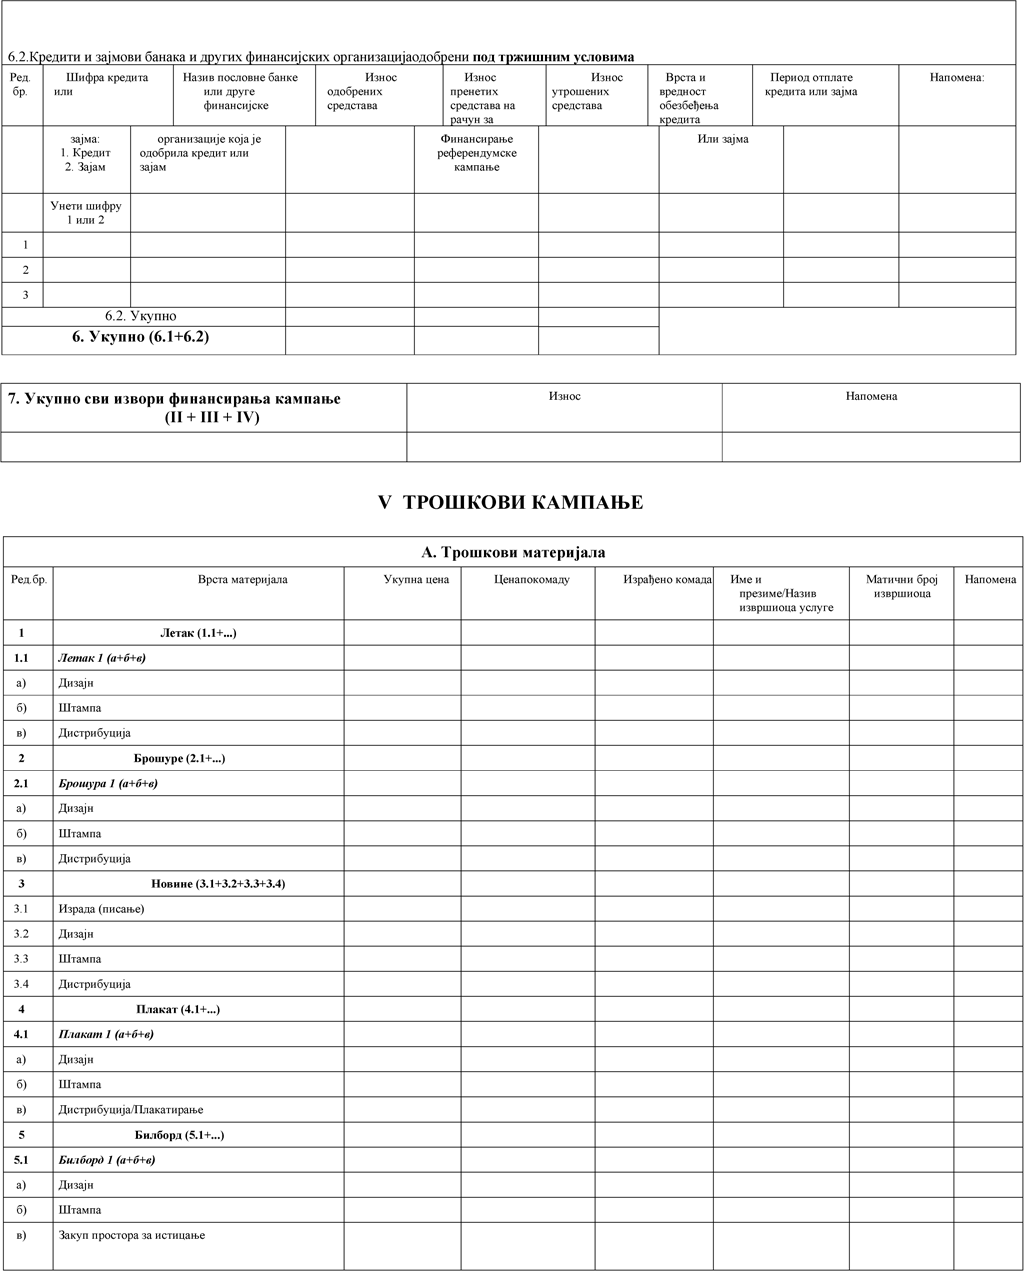 6.2.Кредити и зајмови банака и других финансијских организацијаодобрени под тржишним условима
Ред. бр.
Шифра кредита или
Назив пословне банке или друге финансијске
Износ одобрених средстава
Износ пренетих средстава на рачун за
Износ утрошених средстава
Врста и вредност обезбеђења кредита
Период отплате кредита или зајма
Напомена:
зајма:
1. Кредит
2. Зајам
организације која је одобрила кредит или зајам
Финансирање референдумске кампање
Или зајма
Унети шифру 1 или 2
1
2
3
6.2. Укупно
6. Укупно (6.1+6.2)
7. Укупно сви извори финансирања кампање
(II + III + IV)
Износ
Напомена
V ТРОШКОВИ КАМПАЊЕ
А. Трошкови материјала
Ред.бр.
Врста материјала
Укупна цена
Ценапокомаду
Израђено комада
Име и презиме/Назив извршиоца услуге
Матични број извршиоца
Напомена
1 Летак (1.1+...)
1.1 Летак 1 (а+б+в)
а) Дизајн
б) Штампа
в) Дистрибуција
2 Брошуре (2.1+...)
2.1 Брошура 1 (а+б+в)
а) Дизајн
б) Штампа
в) Дистрибуција
3 Новине (3.1+3.2+3.3+3.4)
3.1 Израда (писање)
3.2 Дизајн
3.3 Штампа
3.4 Дистрибуција
4 Плакат (4.1+...)
4.1 Плакат 1 (а+б+в)
а) Дизајн
б) Штампа
в) Дистрибуција/Плакатирање
5 Билборд (5.1+...)
5.1 Билборд 1 (а+б+в)
а) Дизајн
б) Штампа
в) Закуп простора за истицање